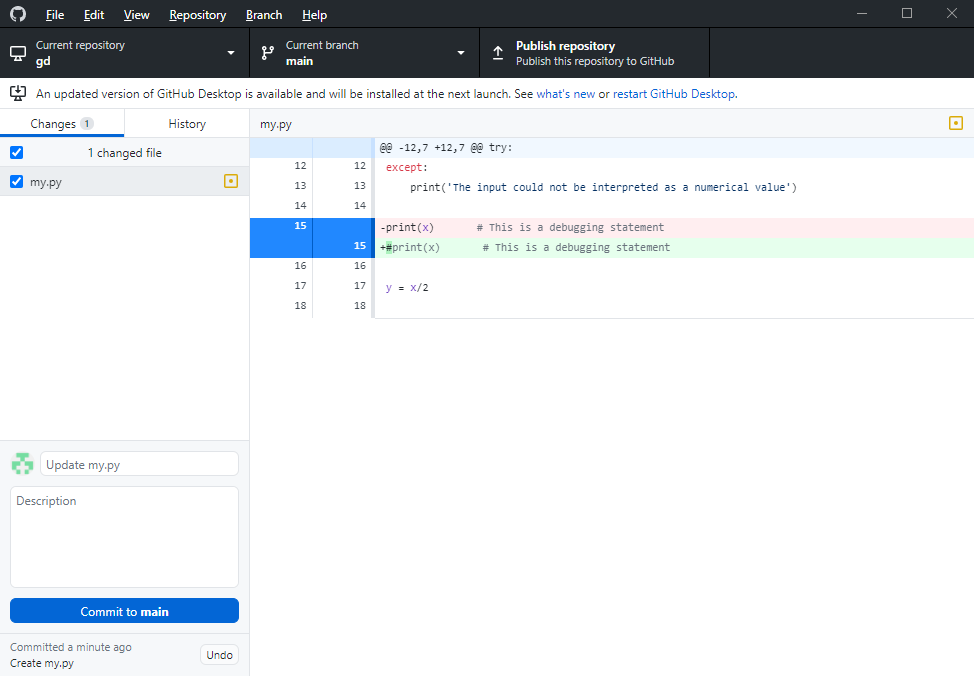 File Edit View Repository Branch Help
Current repository
gd
Current branch
main
Publish repository
Publish this repository to GitHub
An updated version of GitHub Desktop is available and will be installed at the next launch. See what's new or restart GitHub Desktop.
Changes 1 History
1 changed file
my.py
my.py
@@ -12,7 +12,7 @@ try:
12 12 except:
13 13 print('The input could not be interpreted as a numerical value')
14 14
15 -print(x) # This is a debugging statement
15 +#print(x) # This is a debugging statement
16 16
17 17 y = x/2
18 18
Update my.py
Description
Commit to main
Committed a minute ago
Create my.py
Undo